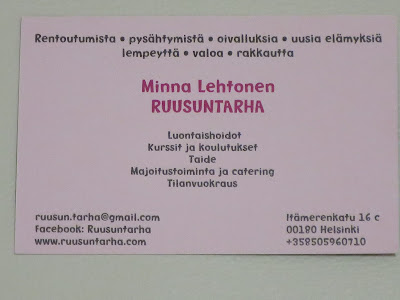 Rentoutumista • pysähtymistä • oivalluksia • uusia elämyksiä
lempeyttä • valoa • rakkautta
Minna Lehtonen
RUUSUNTARHA
Luontaishoidot
Kurssit ja koulutukset
Taide
Majoitustoiminta ja catering
Tilanvuokraus
ruusun.tarha@gmail.com
Facebook: Ruusuntarha
www.ruusuntarha.com
Itämerenkatu 16 c
00180 Helsinki
+358505960710